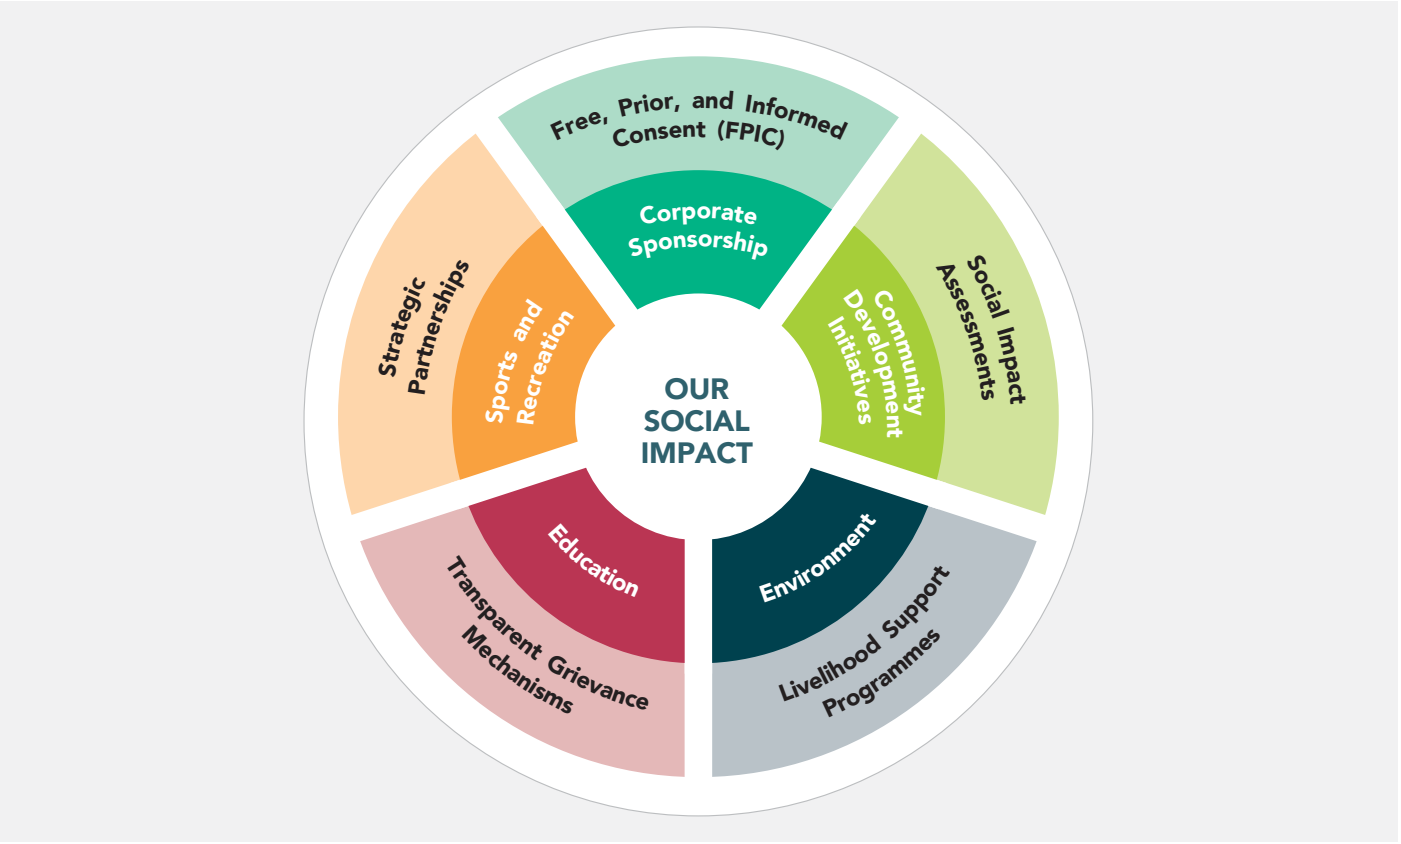 Free, Prior, and Informed
Consent (FPIC)
Corporate
Sponsorship
Social Impact
Assessments
Community
Development
Initiatives
Livelihood Support
Programmes
Environment
Transparent Grievance
Mechanisms
Education
Strategic
Partnerships
Sports and
Recreation
OUR
SOCIAL
IMPACT